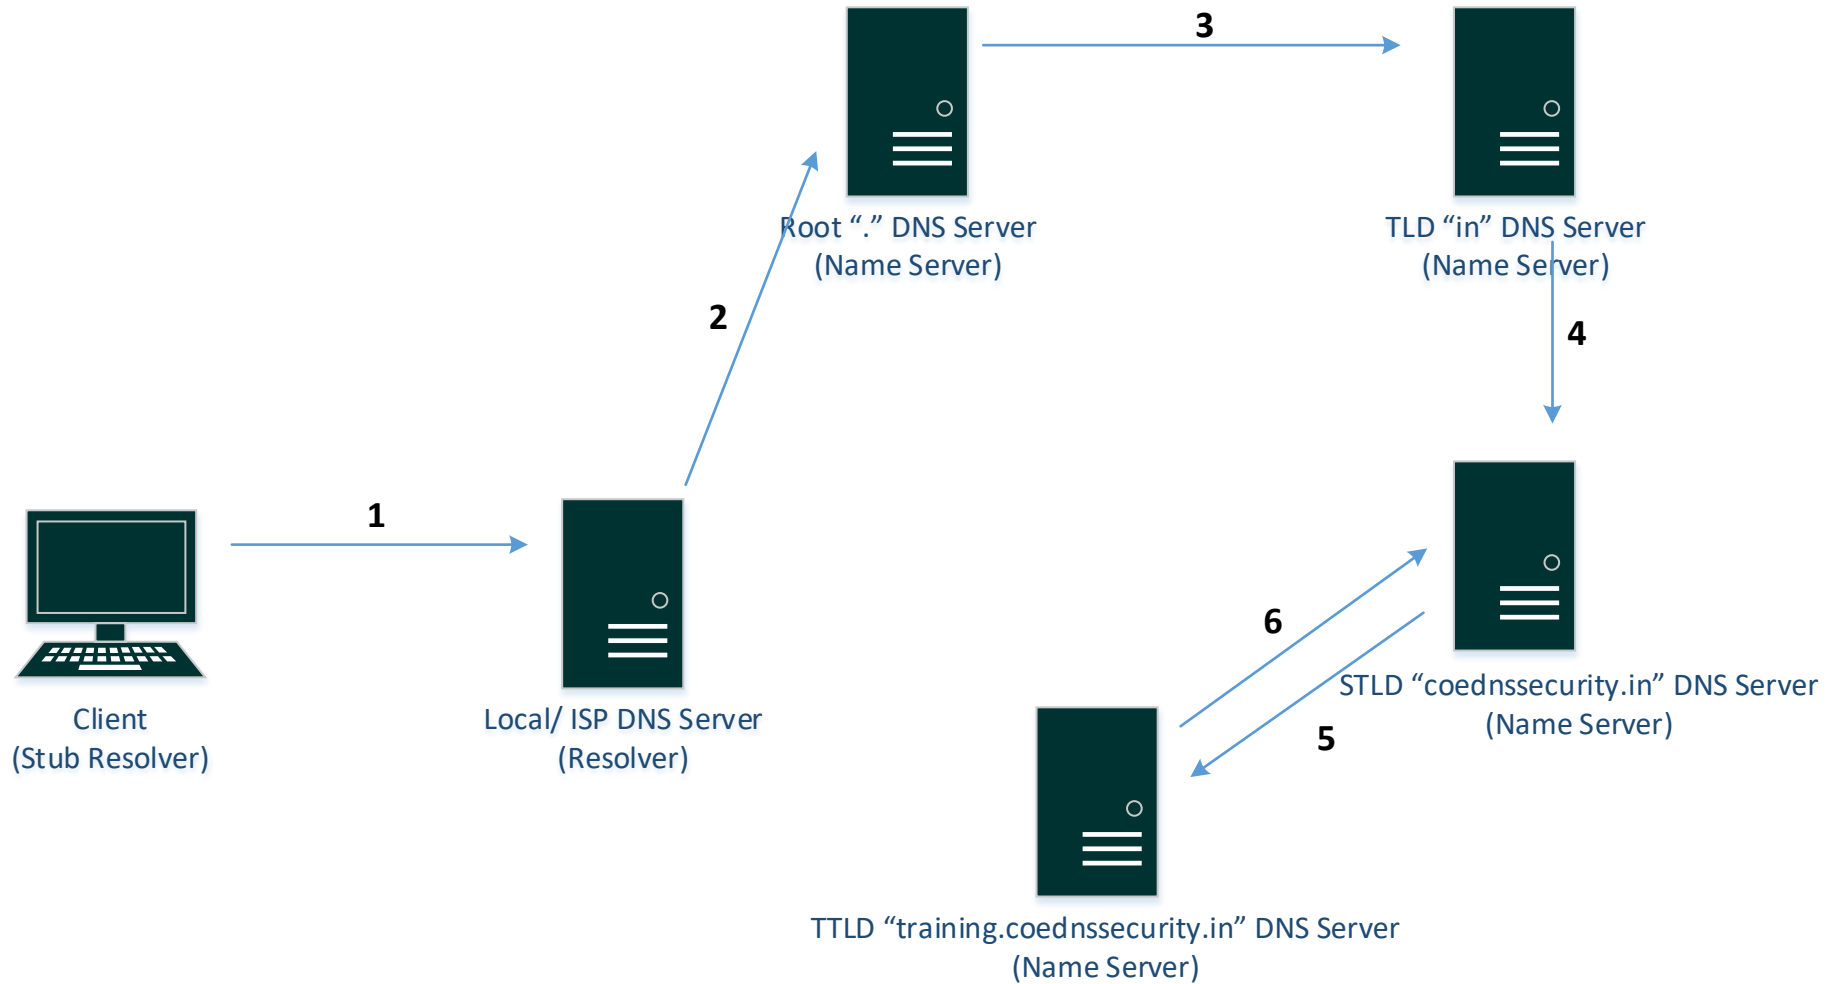 3
Root “.” DNS Server
(Name Server)
TLD “in” DNS Server
(Name Server)
2
4
1
Client
(Stub Resolver)
Local/ ISP DNS Server
(Resolver)
6
5
STLD “coednssecurity.in” DNS Server
(Name Server)
TTLD “training.coednssecurity.in” DNS Server
(Name Server)